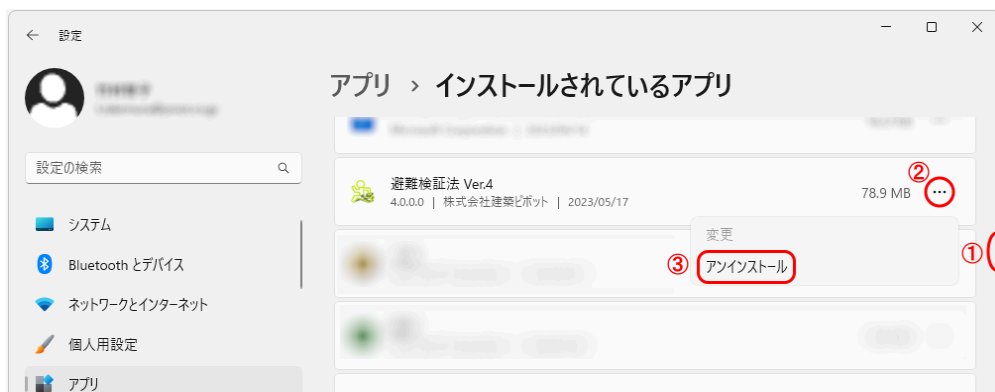 設定
アプリ › インストールされているアプリ
設定の検索
システム
Bluetooth とデバイス
ネットワークとインターネット
個人用設定
アプリ
避難検証法 Ver.4
4.0.0.0 | 株式会社建築ピボット | 2023/05/17
78.9 MB
②
変更
③ アンインストール
①